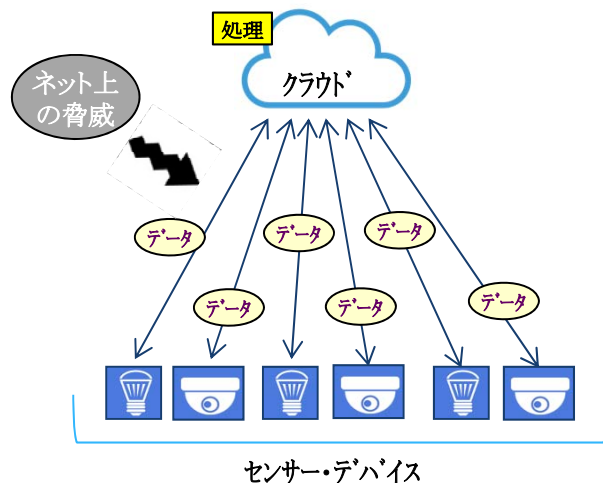 処理
クラウド
ネット上
の脅威
データ
データ
データ
データ
データ
データ
センサー・デバイス